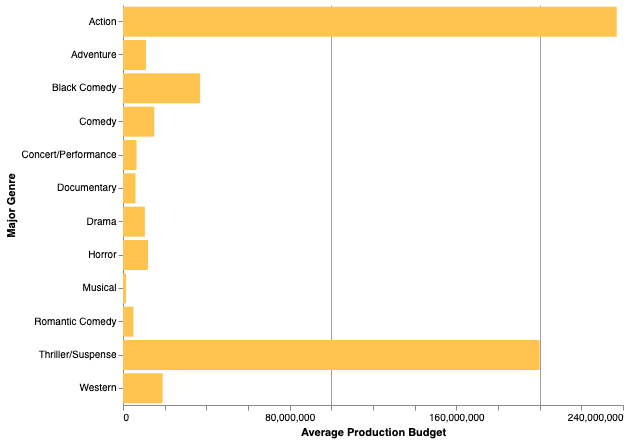 Major Genre
Action
Adventure
Black Comedy
Comedy
Concert/Performance
Documentary
Drama
Horror
Musical
Romantic Comedy
Thriller/Suspense
Western
0 80,000,000 160,000,000 240,000,000
Average Production Budget